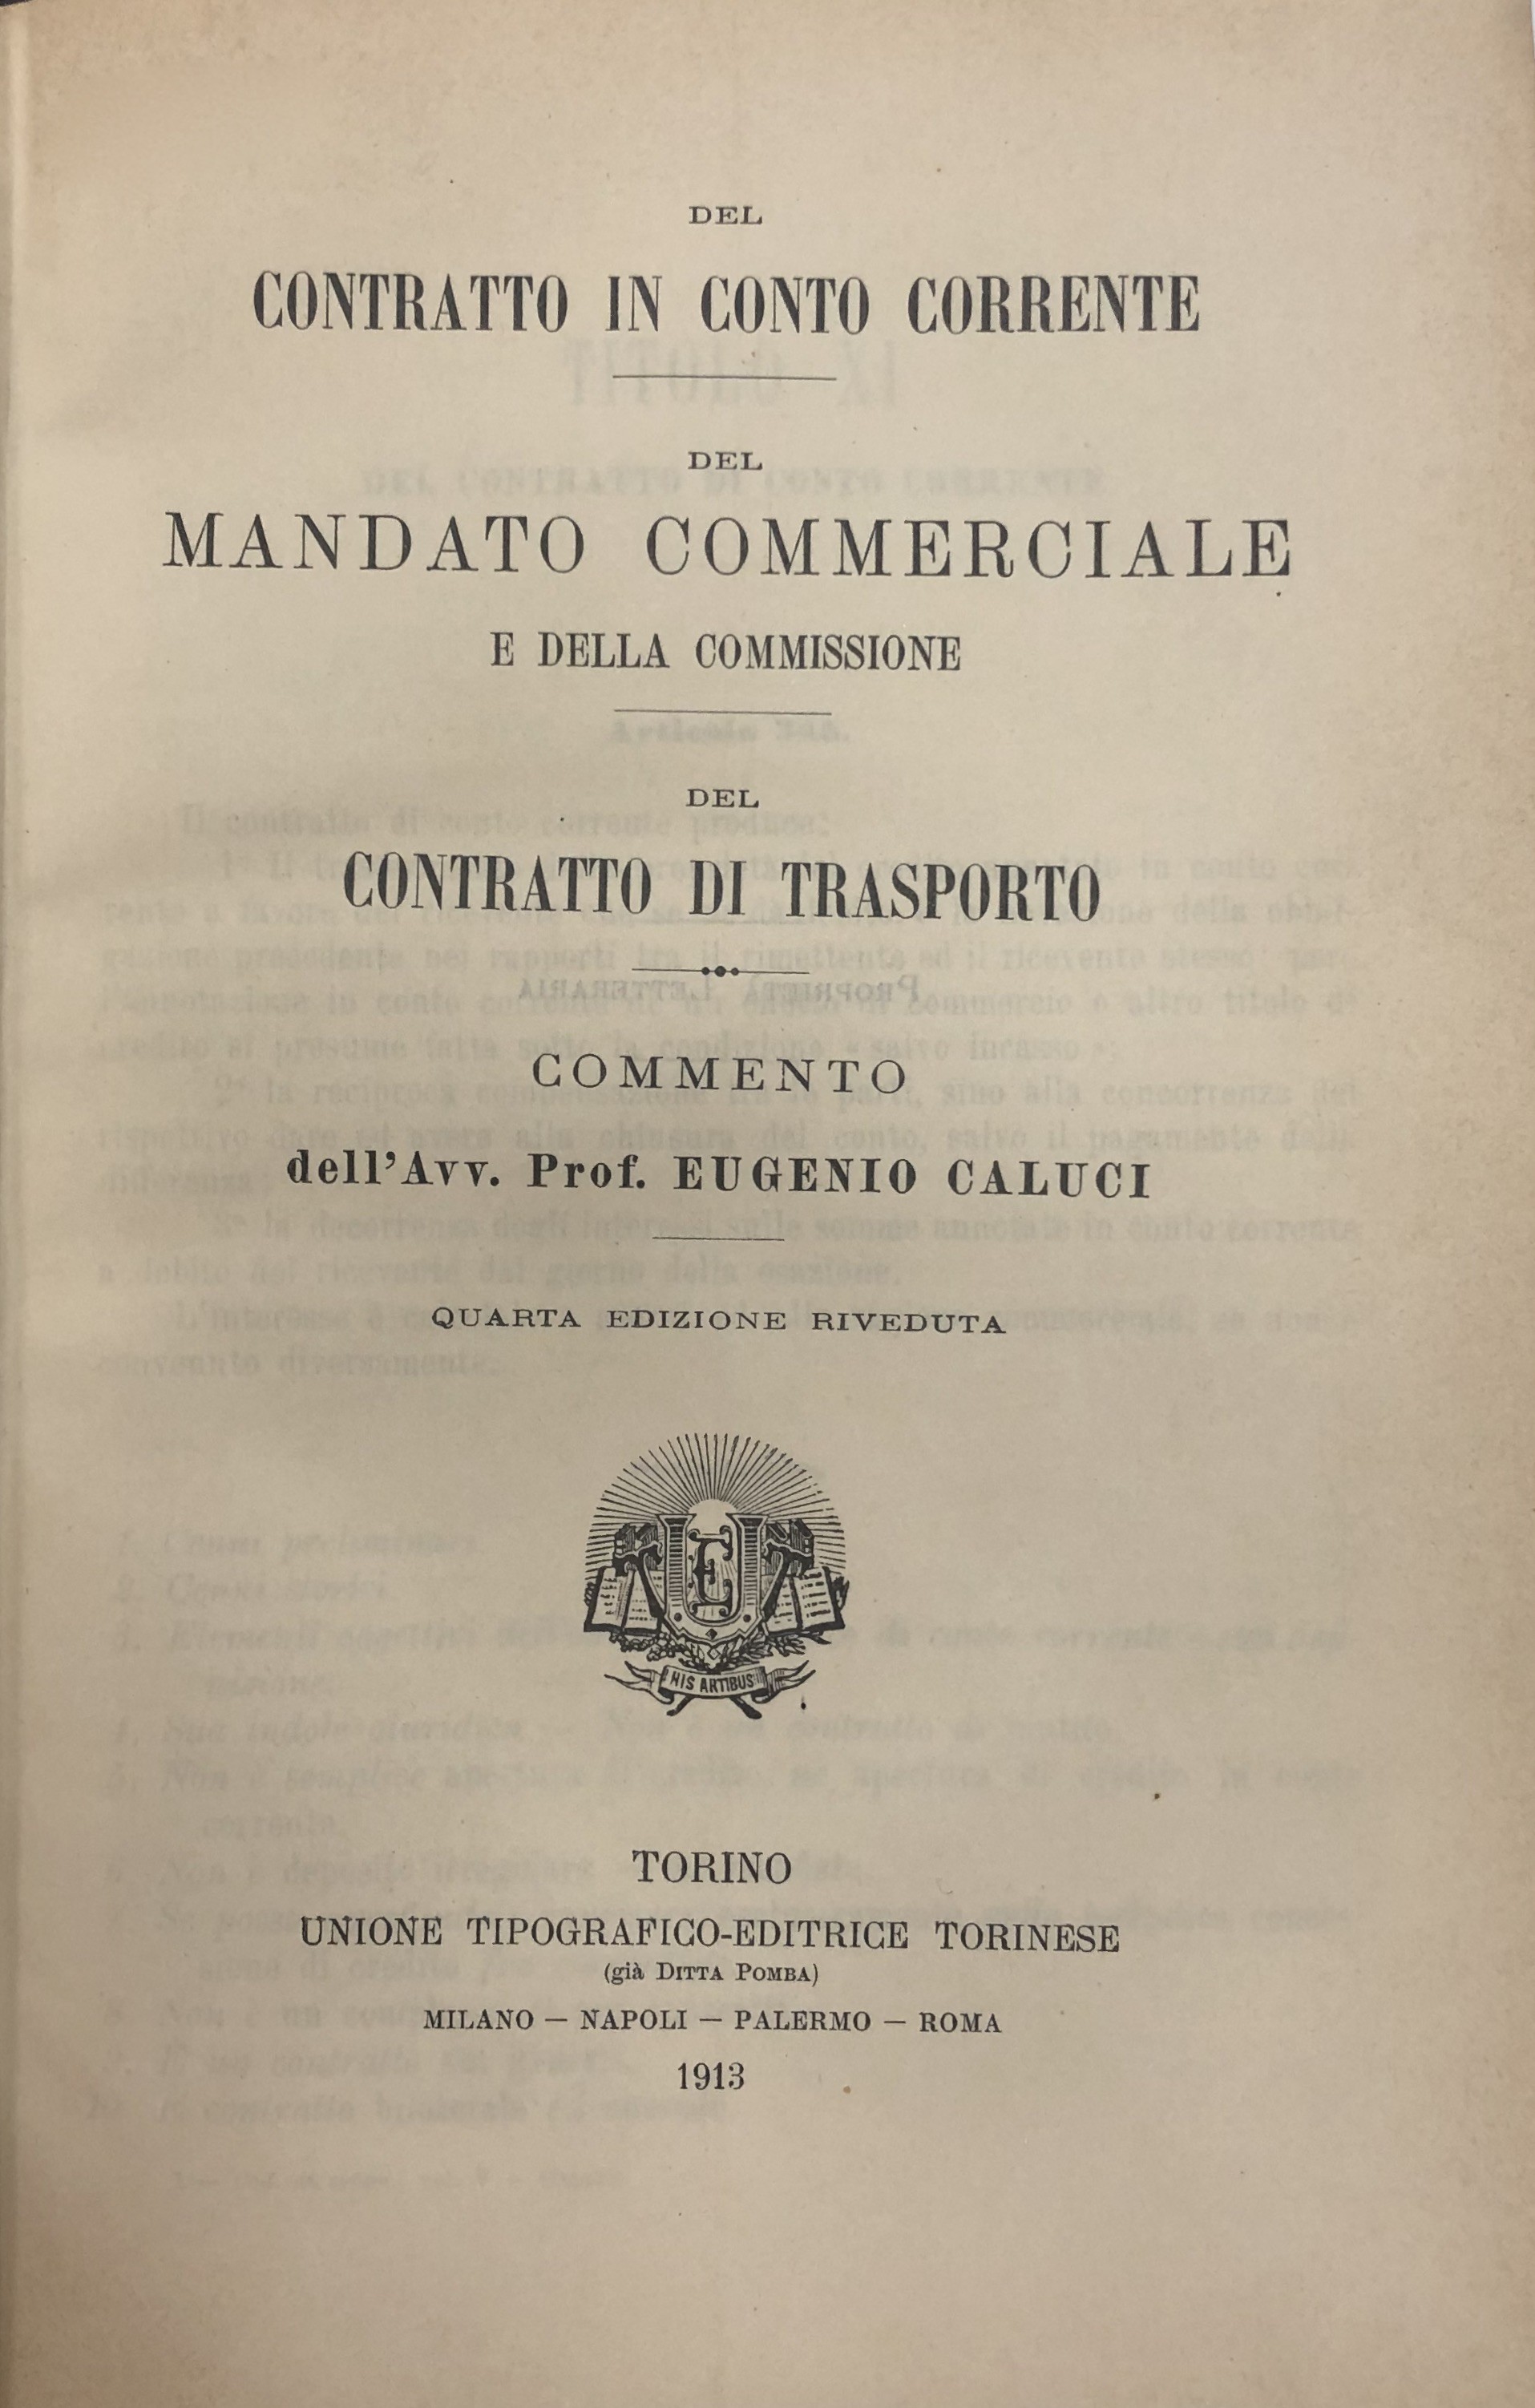 DEL
CONTRATTO IN CONTO CORRENTE
DEL
MANDATO COMMERCIALE
E DELLA COMMISSIONE
DEL
CONTRATTO DI TRASPORTO
COMMENTO
dell'Avv. Prof. EUGENIO CALUCI
QUARTA EDIZIONE RIVEDUTA
UTE
HIS ARTIBUS
TORINO
UNIONE TIPOGRAFICO-EDITRICE TORINESE
(già DITTA POMBA)
MILANO — NAPOLI — PALERMO — ROMA
1913